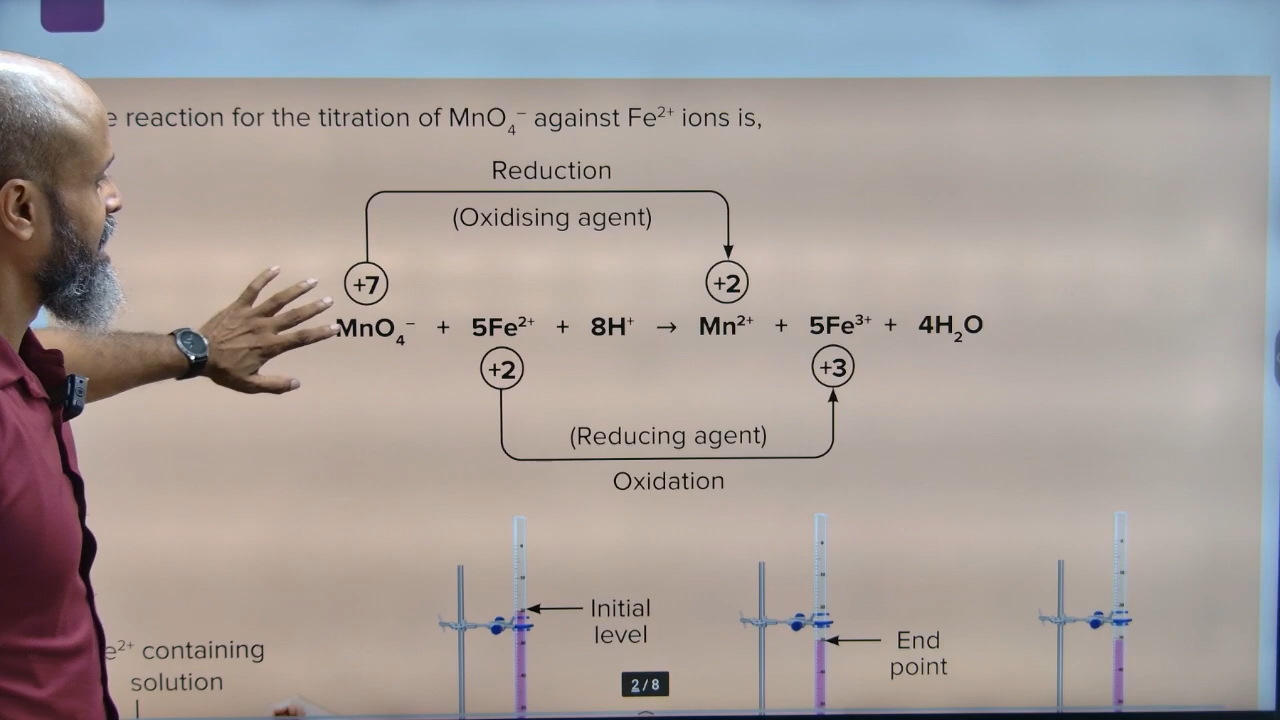 e reaction for the titration of MnO₄⁻ against Fe²⁺ ions is,
Reduction
(Oxidising agent)
+7 +2
MnO₄⁻ + 5Fe²⁺ + 8H⁺ → Mn²⁺ + 5Fe³⁺ + 4H₂O
+2 +3
(Reducing agent)
Oxidation
Initial
level
End
point
e²⁺ containing
solution
2/8